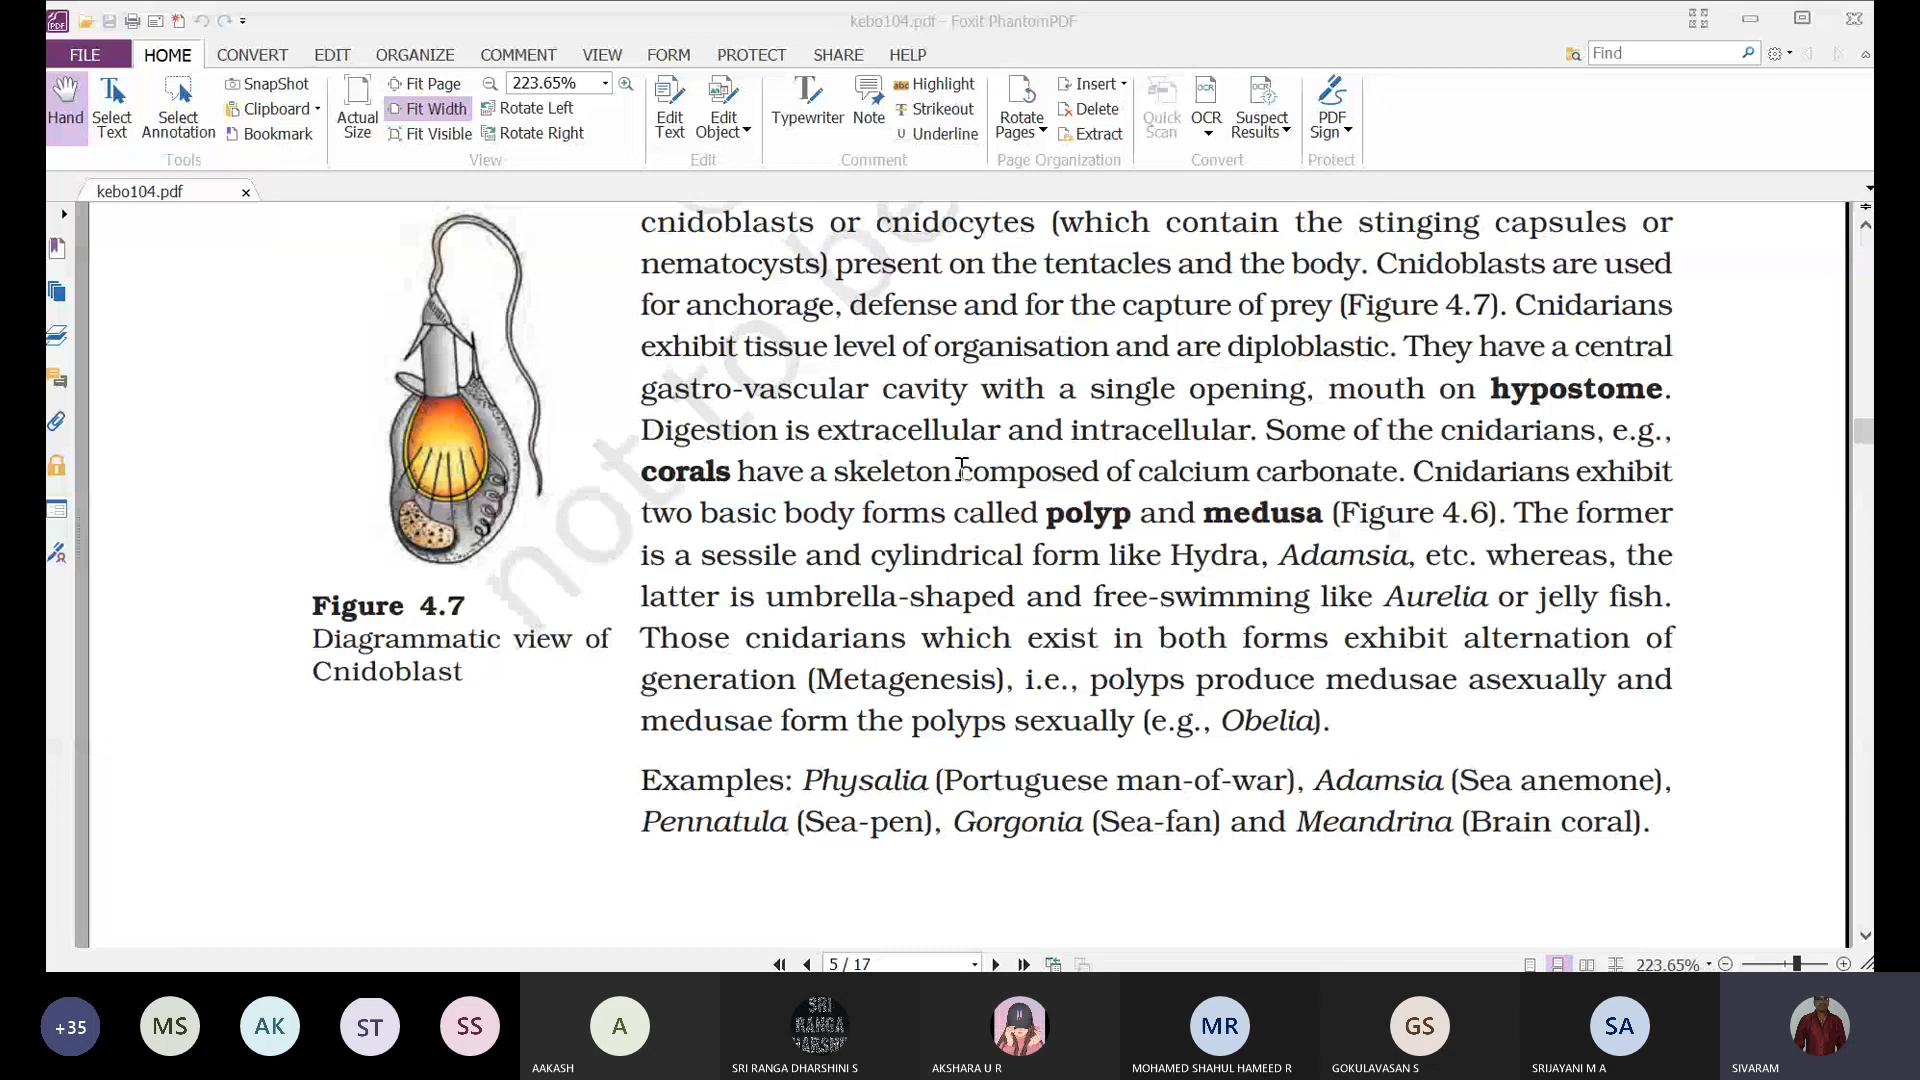 kebo104.pdf - Foxit PhantomPDF
FILE HOME CONVERT EDIT ORGANIZE COMMENT VIEW FORM PROTECT SHARE HELP Find
Hand Select Text Select Annotation SnapShot Clipboard Bookmark Actual Size Fit Page Fit Width Fit Visible 223.65% Rotate Left Rotate Right Edit Text Edit Object Typewriter Note Highlight Strikeout Underline Rotate Pages Insert Delete Extract Quick Scan OCR Suspect Results PDF Sign
Tools View Edit Comment Page Organization Convert Protect
kebo104.pdf
cnidoblasts or cnidocytes (which contain the stinging capsules or
nematocysts) present on the tentacles and the body. Cnidoblasts are used
for anchorage, defense and for the capture of prey (Figure 4.7). Cnidarians
exhibit tissue level of organisation and are diploblastic. They have a central
gastro-vascular cavity with a single opening, mouth on hypostome.
Digestion is extracellular and intracellular. Some of the cnidarians, e.g.,
corals have a skeleton composed of calcium carbonate. Cnidarians exhibit
two basic body forms called polyp and medusa (Figure 4.6). The former
is a sessile and cylindrical form like Hydra, Adamsia, etc. whereas, the
latter is umbrella-shaped and free-swimming like Aurelia or jelly fish.
Those cnidarians which exist in both forms exhibit alternation of
generation (Metagenesis), i.e., polyps produce medusae asexually and
medusae form the polyps sexually (e.g., Obelia).
Examples: Physalia (Portuguese man-of-war), Adamsia (Sea anemone),
Pennatula (Sea-pen), Gorgonia (Sea-fan) and Meandrina (Brain coral).
Figure 4.7
Diagrammatic view of
Cnidoblast
not to be
5 / 17 223.65%
+35 MS AK ST SS A SRI RANGA MR GS SA
AAKASH SRI RANGA DHARSHINI S AKSHARA U R MOHAMED SHAHUL HAMEED R GOKULAVASAN S SRIJAYANI M A SIVARAM